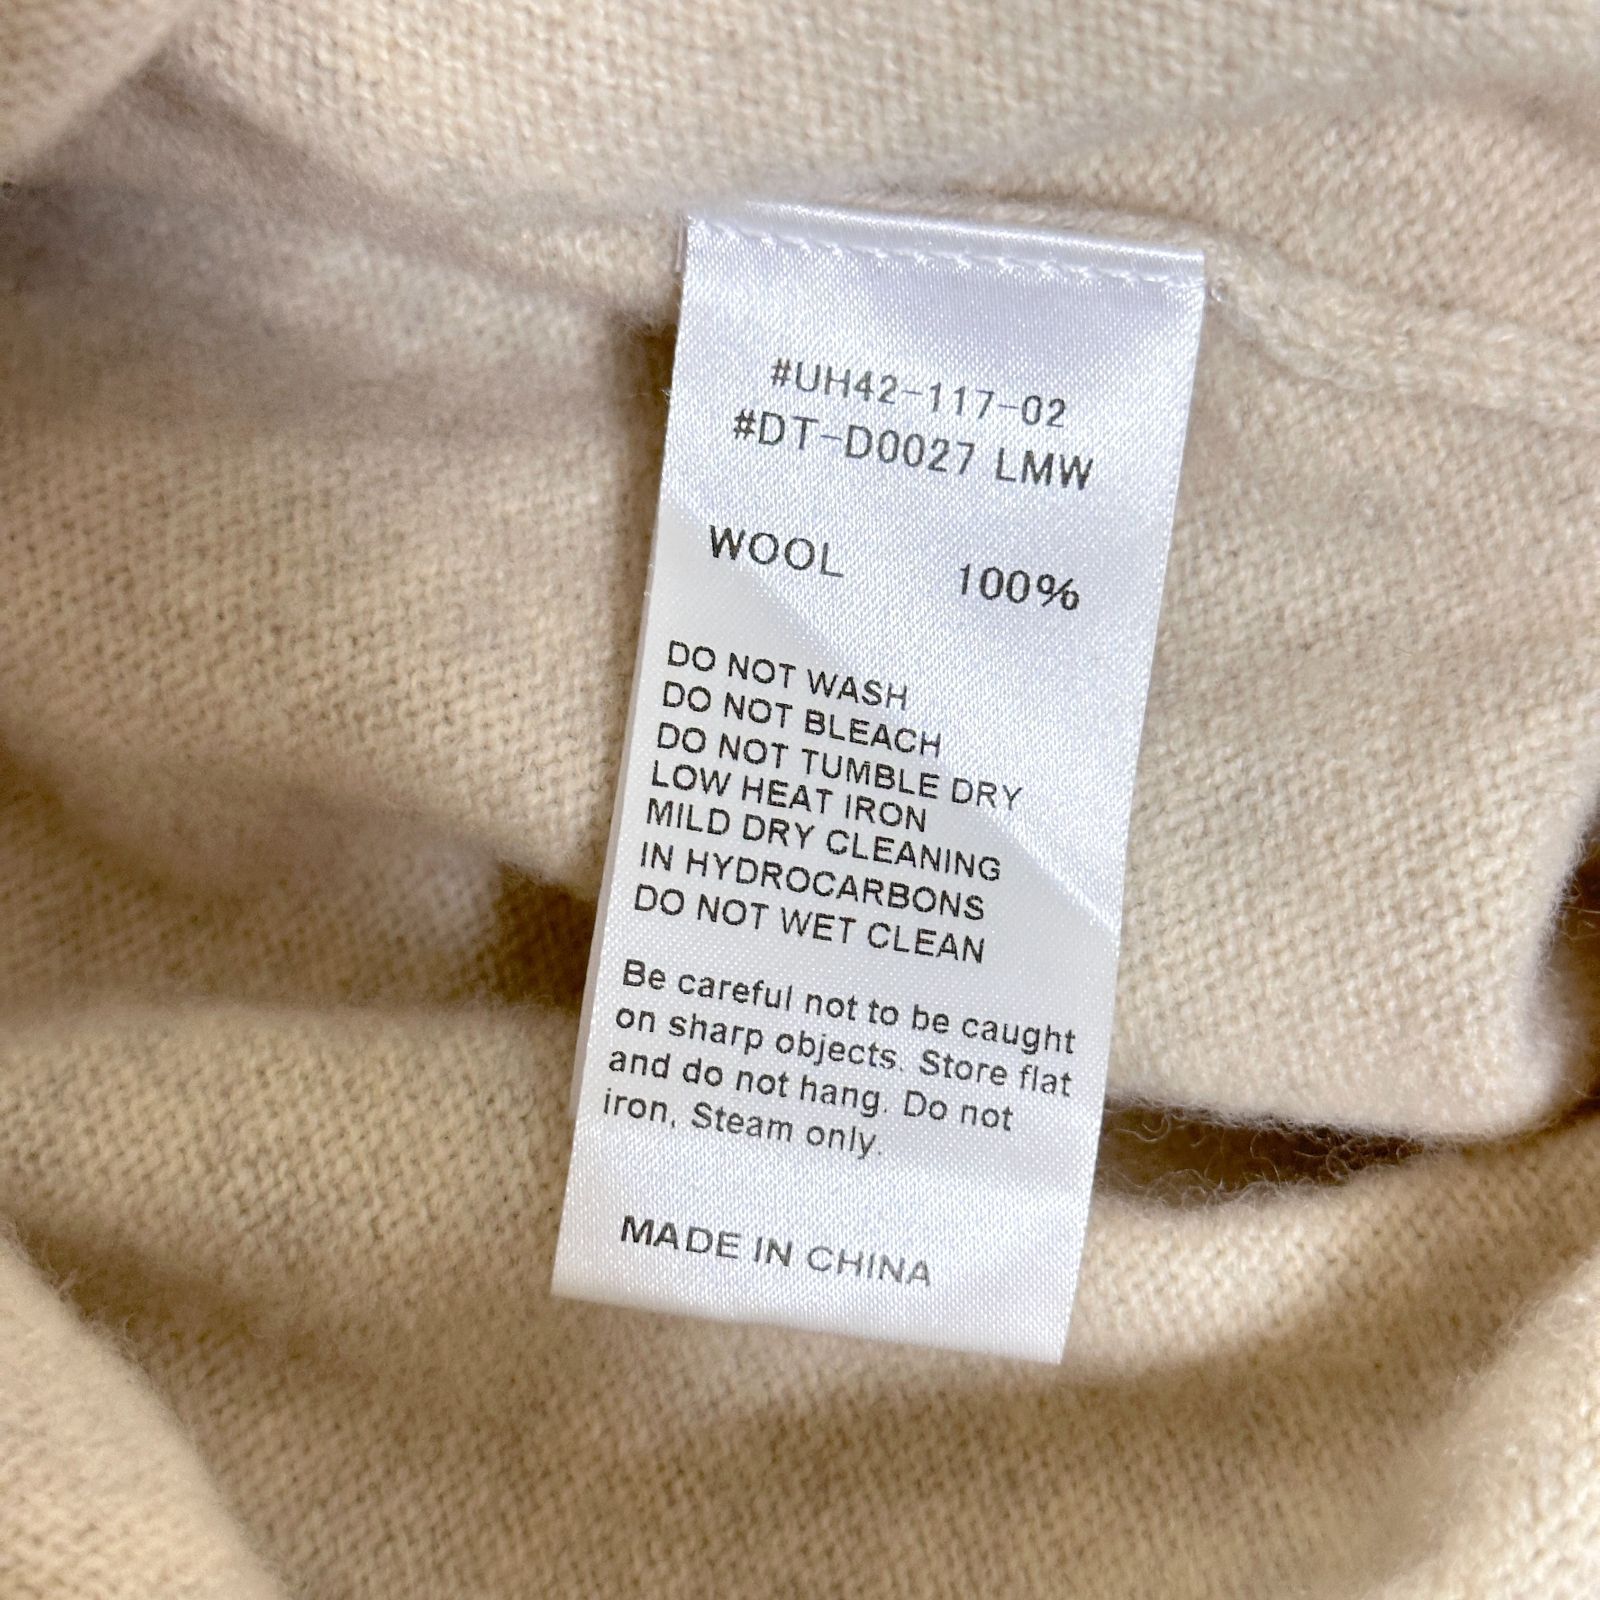 #UH42-117-02
#DT-D0027 LMW
WOOL 100%
DO NOT WASH
DO NOT BLEACH
DO NOT TUMBLE DRY
LOW HEAT IRON
MILD DRY CLEANING
IN HYDROCARBONS
DO NOT WET CLEAN
Be careful not to be caught
on sharp objects. Store flat
and do not hang. Do not
iron, Steam only.
MADE IN CHINA